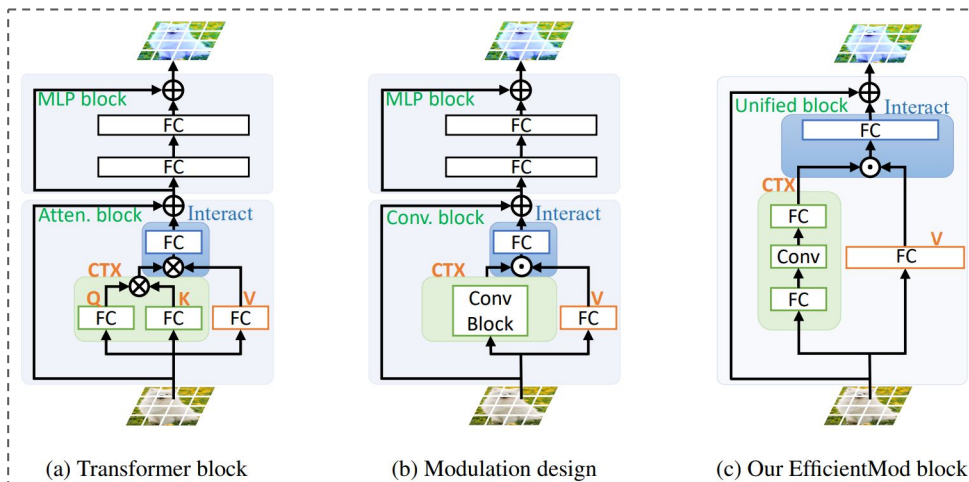 MLP block
FC
FC
Atten. block
Interact
FC
CTX
Q
K
V
FC
FC
FC
(a) Transformer block
MLP block
FC
FC
Conv. block
Interact
FC
CTX
V
Conv
Block
FC
(b) Modulation design
Unified block
Interact
FC
CTX
FC
V
Conv
FC
FC
(c) Our EfficientMod block